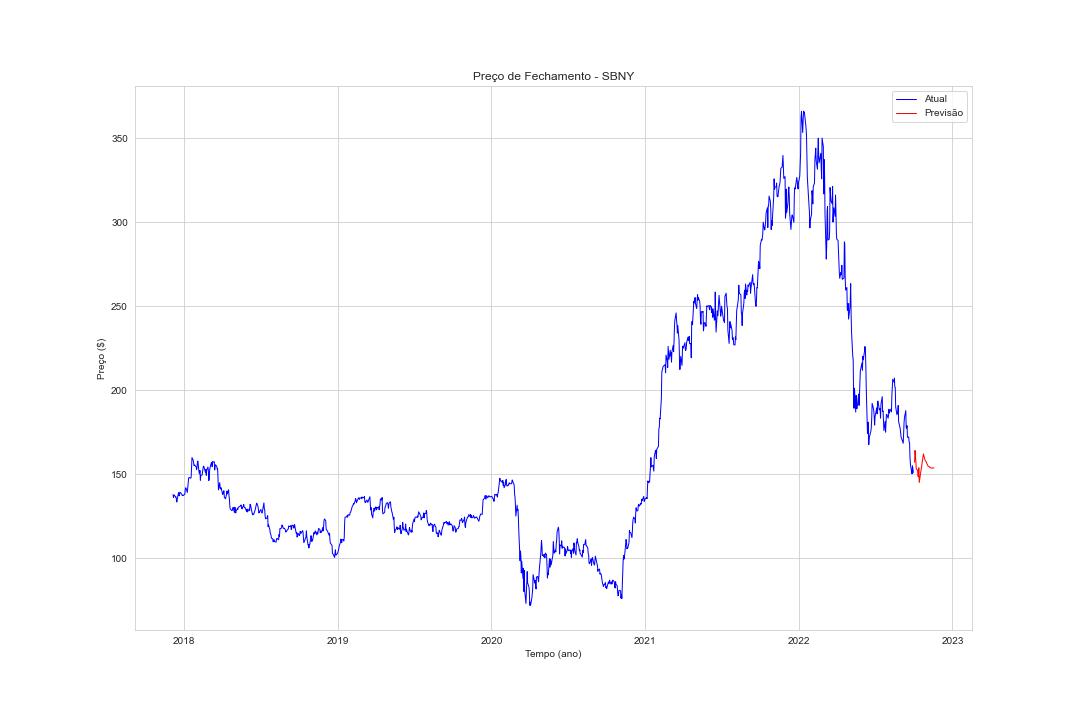 Preço de Fechamento - SBNY
Atual
Previsão
350
300
250
200
150
100
Preço ($)
2018 2019 2020 2021 2022 2023
Tempo (ano)